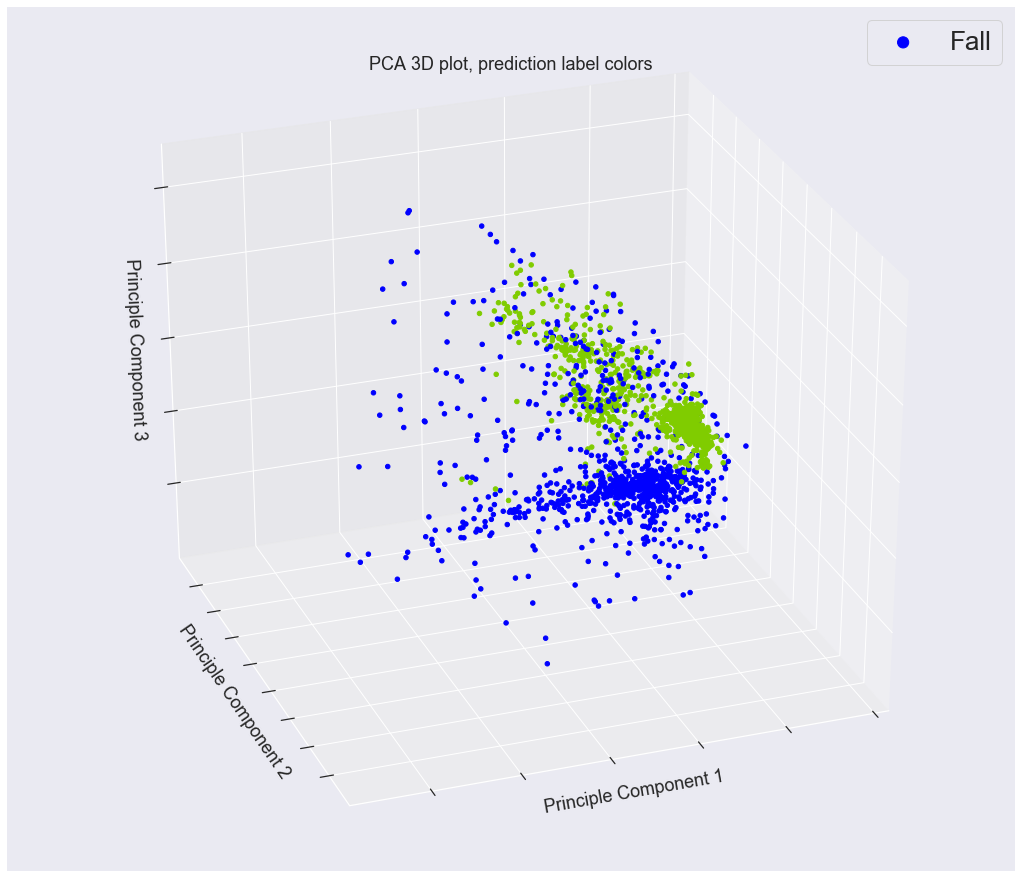 Fall
PCA 3D plot, prediction label colors
Principle Component 3
Principle Component 2
Principle Component 1